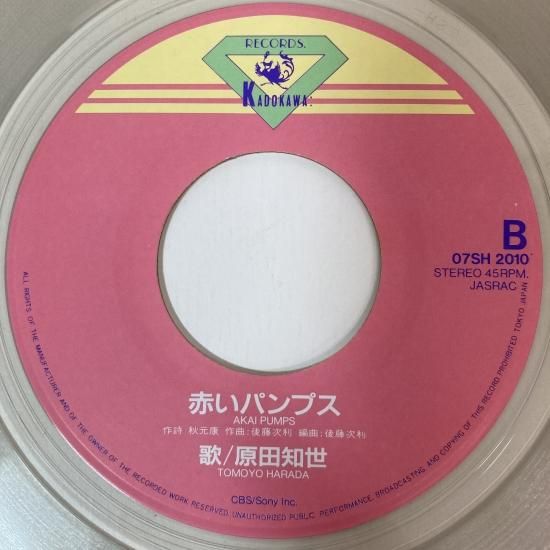 RECORDS.
KADOKAWA:
B
07SH 2010
STEREO 45RPM.
JASRAC
赤いパンプス
AKAI PUMPS
作詩 秋元康 作曲:後藤次利 編曲:後藤次利
歌/原田知世
TOMOYO HARADA
CBS/Sony Inc.
ALL RIGHTS OF THE MANUFACTURER AND OF THE OWNER OF THE RECORDED WORK RESERVED. UNAUTHORIZED PUBLIC PERFORMANCE, BROADCASTING AND COPYING OF THIS RECORD PROHIBITED TOKYO JAPAN